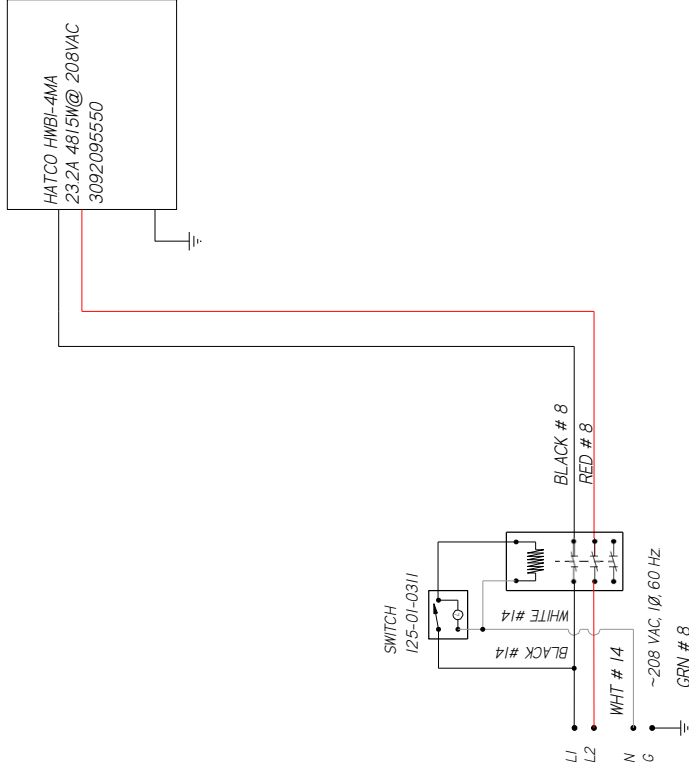 HATCO HWBI-4MA
23.2A 4815W@ 208VAC
3092095550
BLACK # 8
RED # 8
SWITCH
125-01-0311
WHITE #14
BLACK #14
L1
L2
WHT # 14
N
~208 VAC, 1Ø, 60 Hz
G
GRN # 8